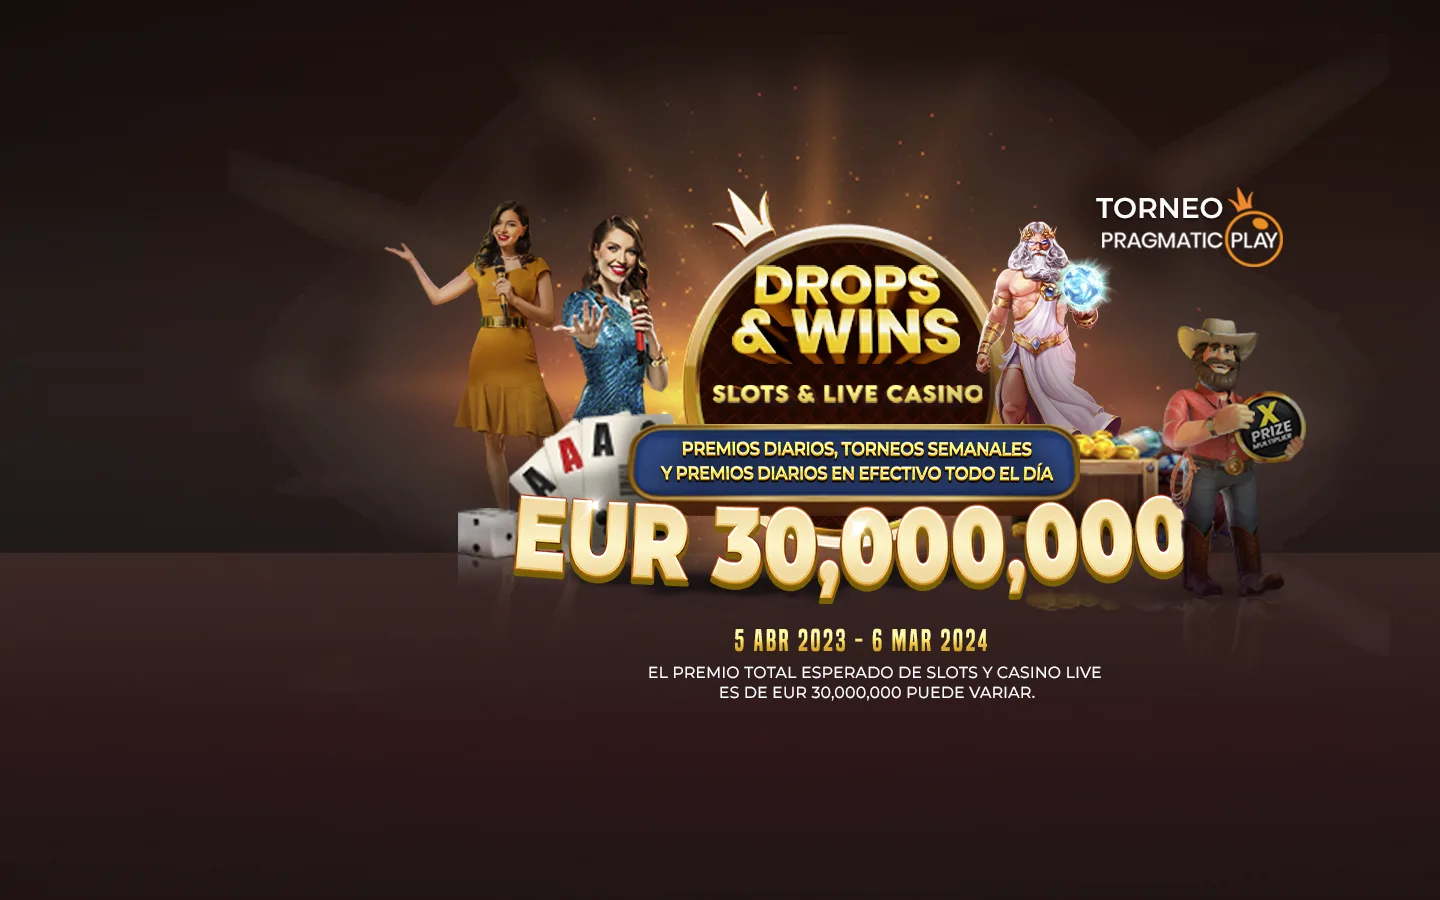 TORNEO
PRAGMATIC PLAY
DROPS
& WINS
SLOTS & LIVE CASINO
A
A
A
X
PRIZE
MULTIPLIER
PREMIOS DIARIOS, TORNEOS SEMANALES
Y PREMIOS DIARIOS EN EFECTIVO TODO EL DÍA
EUR 30,000,000
5 ABR 2023 - 6 MAR 2024
EL PREMIO TOTAL ESPERADO DE SLOTS Y CASINO LIVE
ES DE EUR 30,000,000 PUEDE VARIAR.